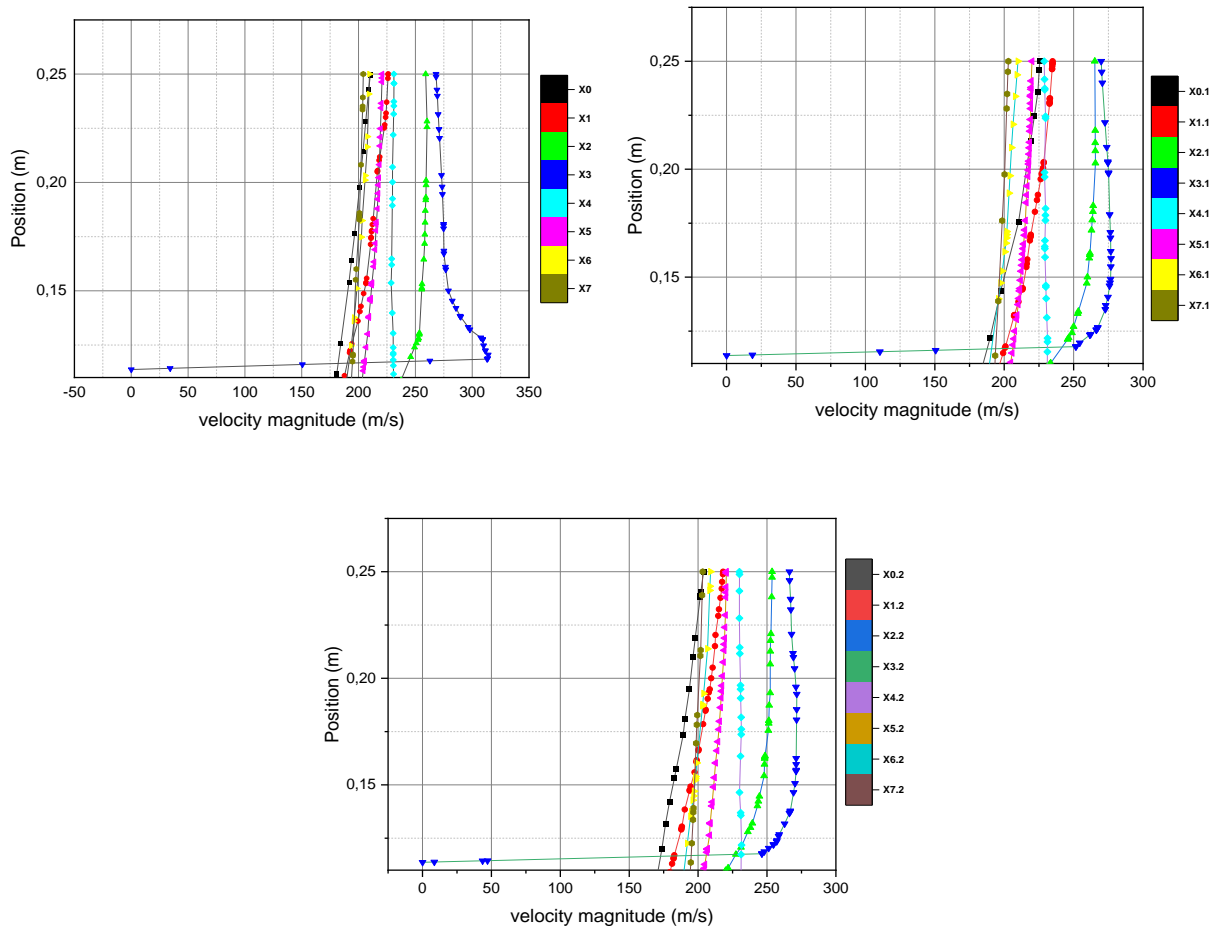 0,25
0,20
0,15
Position (m)
-50 0 50 100 150 200 250 300 350
velocity magnitude (m/s)
X0
X1
X2
X3
X4
X5
X6
X7
0,25
0,20
0,15
Position (m)
0 50 100 150 200 250 300
velocity magnitude (m/s)
X0.1
X1.1
X2.1
X3.1
X4.1
X5.1
X6.1
X7.1
0,25
0,20
0,15
Position (m)
0 50 100 150 200 250 300
velocity magnitude (m/s)
X0.2
X1.2
X2.2
X3.2
X4.2
X5.2
X6.2
X7.2